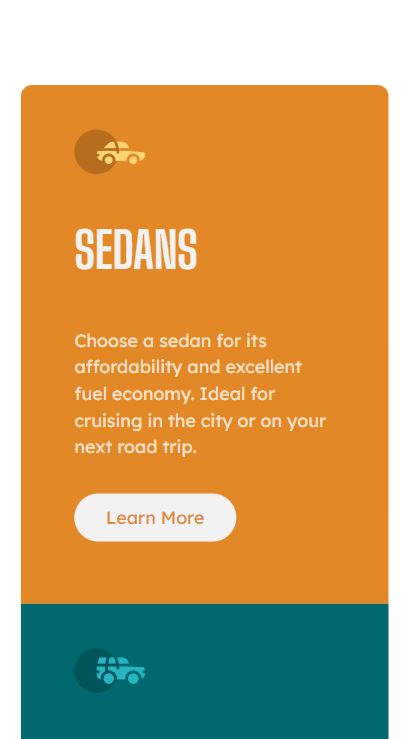 SEDANS
Choose a sedan for its
affordability and excellent
fuel economy. Ideal for
cruising in the city or on your
next road trip.
Learn More